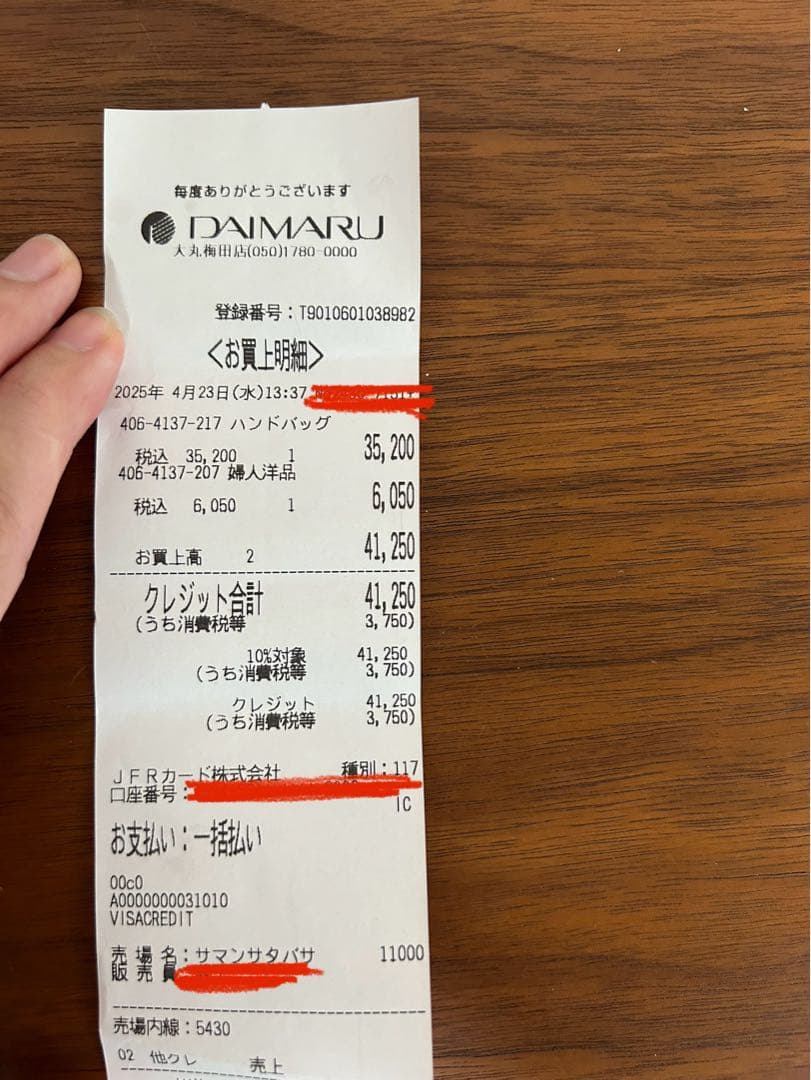 毎度ありがとうございます
DAIMARU
大丸梅田店(050)1780-0000
登録番号：T9010601038982
<お買上明細>
2025年 4月23日(水)13:37
406-4137-217 ハンドバッグ
35,200
税込 35,200 1
406-4137-207 婦人洋品
6,050
税込 6,050 1
お買上高 2 41,250
クレジット合計 41,250
(うち消費税等 3,750)
10%対象 41,250
(うち消費税等 3,750)
クレジット 41,250
(うち消費税等 3,750)
JFRカード株式会社 種別：117
口座番号：
IC
お支払い：一括払い
00c0
A0000000031010
VISACREDIT
売 場 名：サマンサタバサ 11000
販 売 員
売場内線：5430
02 他クレ 売上